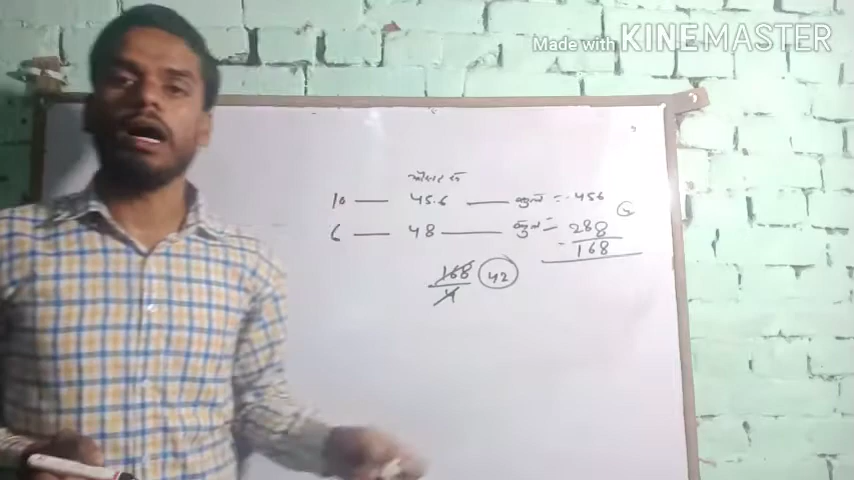 Made with KINEMASTER
औसत
10 — 45.6 — कुल = 456
6 — 48 — कुल = 288
- 168
168
4
42